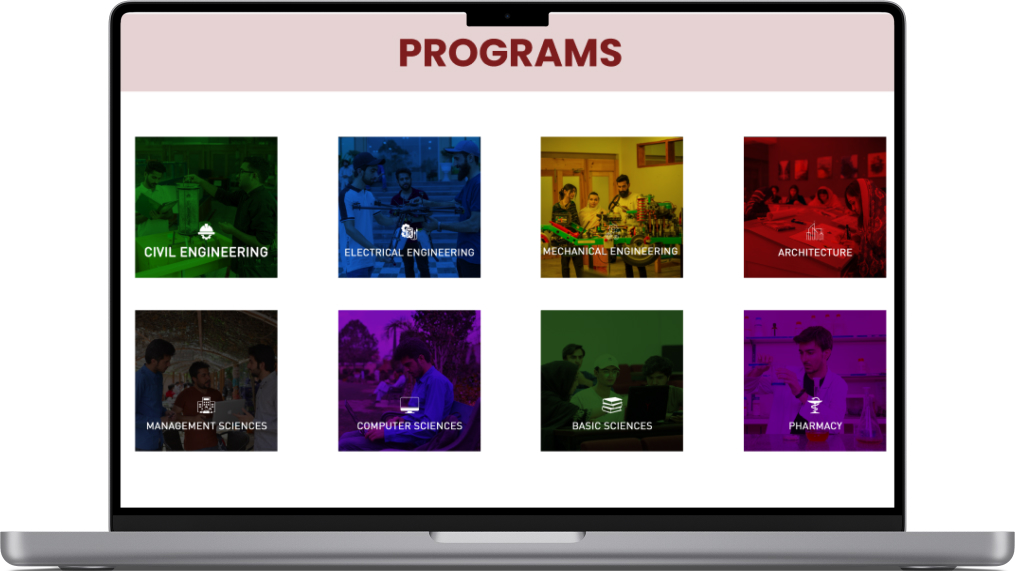 PROGRAMS
CIVIL ENGINEERING
ELECTRICAL ENGINEERING
MECHANICAL ENGINEERING
ARCHITECTURE
MANAGEMENT SCIENCES
COMPUTER SCIENCES
BASIC SCIENCES
PHARMACY